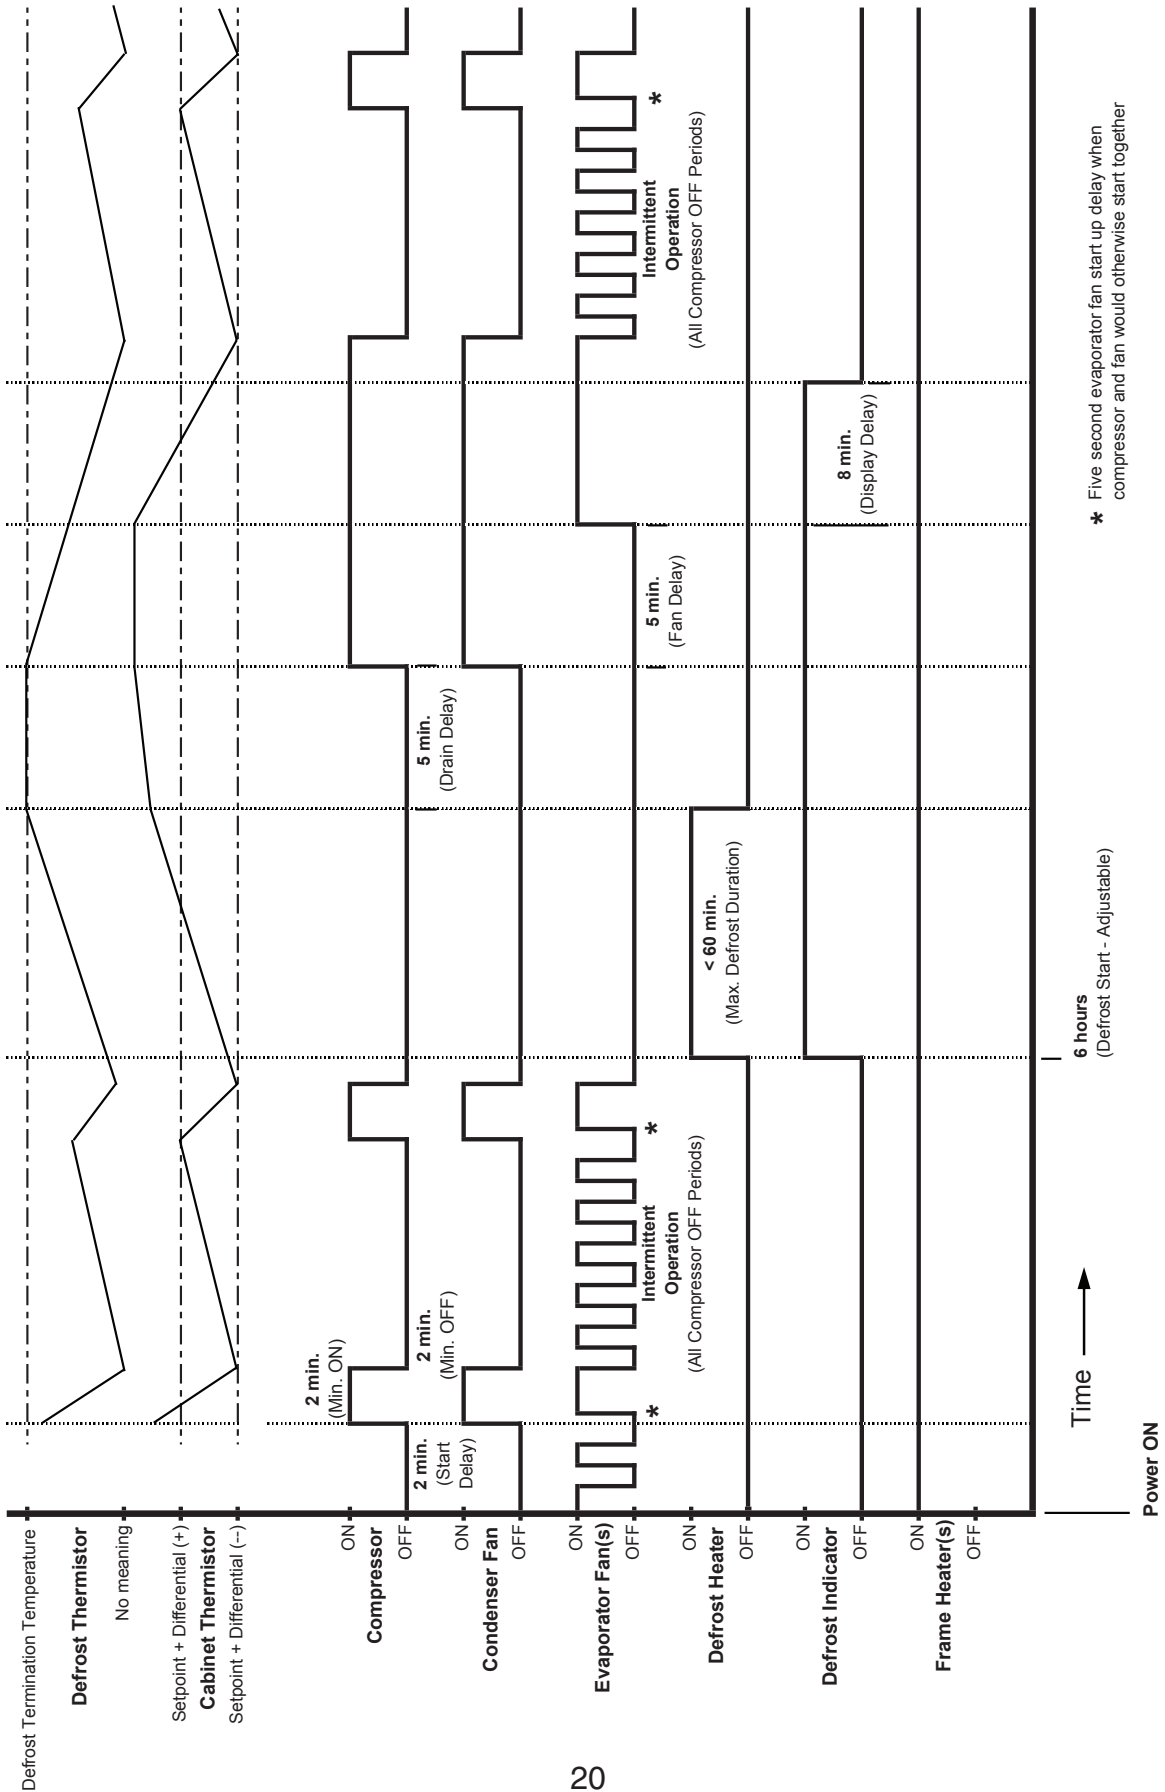 Defrost Termination Temperature
Defrost Thermistor
No meaning
Setpoint + Differential (+)
Cabinet Thermistor
Setpoint + Differential (--)
ON
Compressor
OFF
ON
Condenser Fan
OFF
ON
Evaporator Fan(s)
OFF
ON
Defrost Heater
OFF
ON
Defrost Indicator
OFF
ON
Frame Heater(s)
OFF
2 min.
(Start
Delay)
2 min.
(Min. ON)
2 min.
(Min. OFF)
*
Intermittent
Operation
(All Compressor OFF Periods)
*
< 60 min.
(Max. Defrost Duration)
5 min.
(Drain Delay)
5 min.
(Fan Delay)
8 min.
(Display Delay)
Intermittent
Operation
(All Compressor OFF Periods)
*
Power ON
Time
6 hours
(Defrost Start - Adjustable)
* Five second evaporator fan start up delay when
compressor and fan would otherwise start together
20